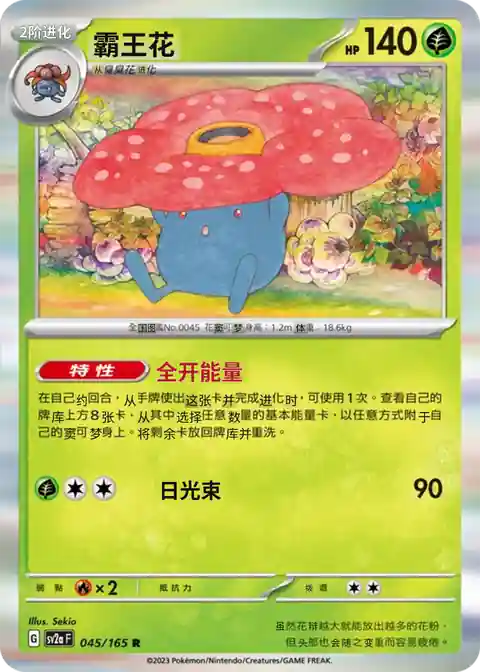 2阶进化
霸王花
HP 140
从臭臭花进化
全国图鉴No.0045 花宝可梦 身高：1.2m 体重：18.6kg
特性 全开能量
在自己的回合，从手牌使出这张卡并完成进化时，可使用1次。查看自己的
牌库上方8张卡，从其中选择任意数量的基本能量卡，以任意方式附于自
己的宝可梦身上。将剩余卡放回牌库并重洗。
日光束 90
弱點 ×2 抵抗力 撤退
Illus. Sekio
G sv2a F 045/165 R
虽然花瓣越大就能放出越多的花粉，
但头部也会随之变重而容易疲倦。
©2023 Pokémon/Nintendo/Creatures/GAME FREAK.